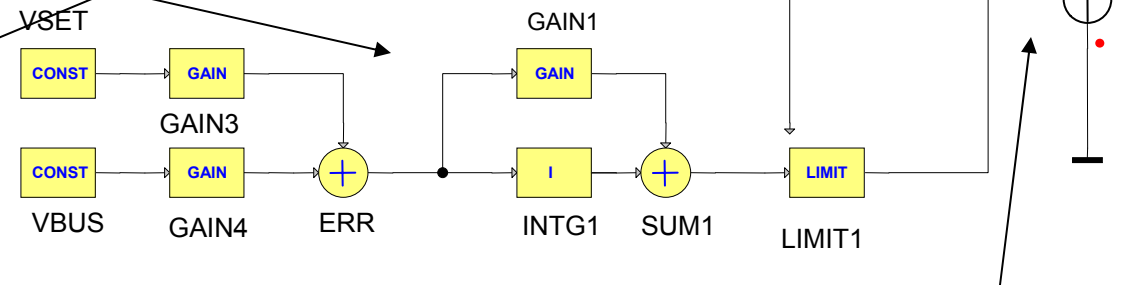 VSET
GAIN1
CONST
GAIN
GAIN
GAIN3
CONST
GAIN
I
LIMIT
VBUS
GAIN4
ERR
INTG1
SUM1
LIMIT1